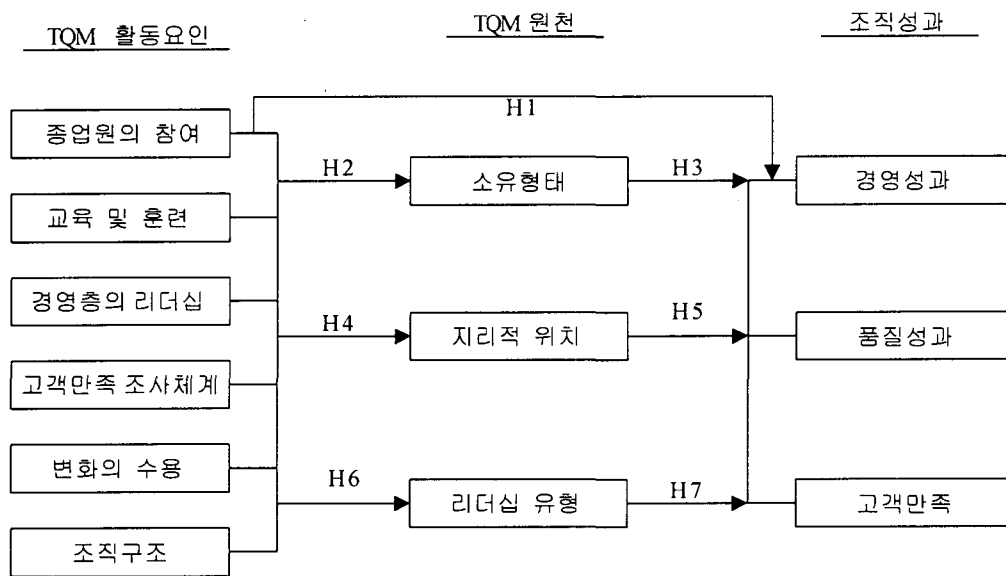 TQM 활동요인
TQM 원천
조직성과
H1
종업원의 참여
H2
소유형태
H3
경영성과
교육 및 훈련
경영층의 리더십
H4
지리적 위치
H5
품질성과
고객만족 조사체계
변화의 수용
H6
리더십 유형
H7
고객만족
조직구조